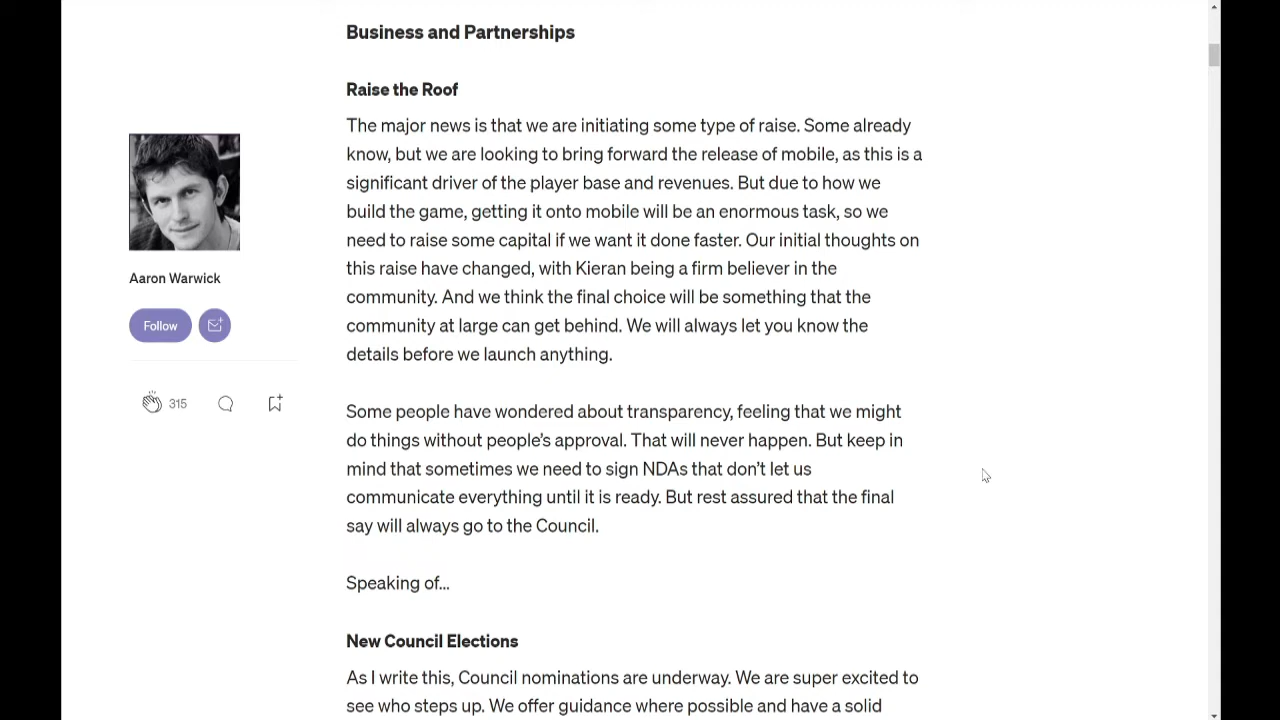 Business and Partnerships
Raise the Roof
The major news is that we are initiating some type of raise. Some already
know, but we are looking to bring forward the release of mobile, as this is a
significant driver of the player base and revenues. But due to how we
build the game, getting it onto mobile will be an enormous task, so we
need to raise some capital if we want it done faster. Our initial thoughts on
this raise have changed, with Kieran being a firm believer in the
community. And we think the final choice will be something that the
community at large can get behind. We will always let you know the
details before we launch anything.
Some people have wondered about transparency, feeling that we might
do things without people’s approval. That will never happen. But keep in
mind that sometimes we need to sign NDAs that don’t let us
communicate everything until it is ready. But rest assured that the final
say will always go to the Council.
Speaking of…
New Council Elections
As I write this, Council nominations are underway. We are super excited to
see who steps up. We offer guidance where possible and have a solid
Aaron Warwick
Follow
315